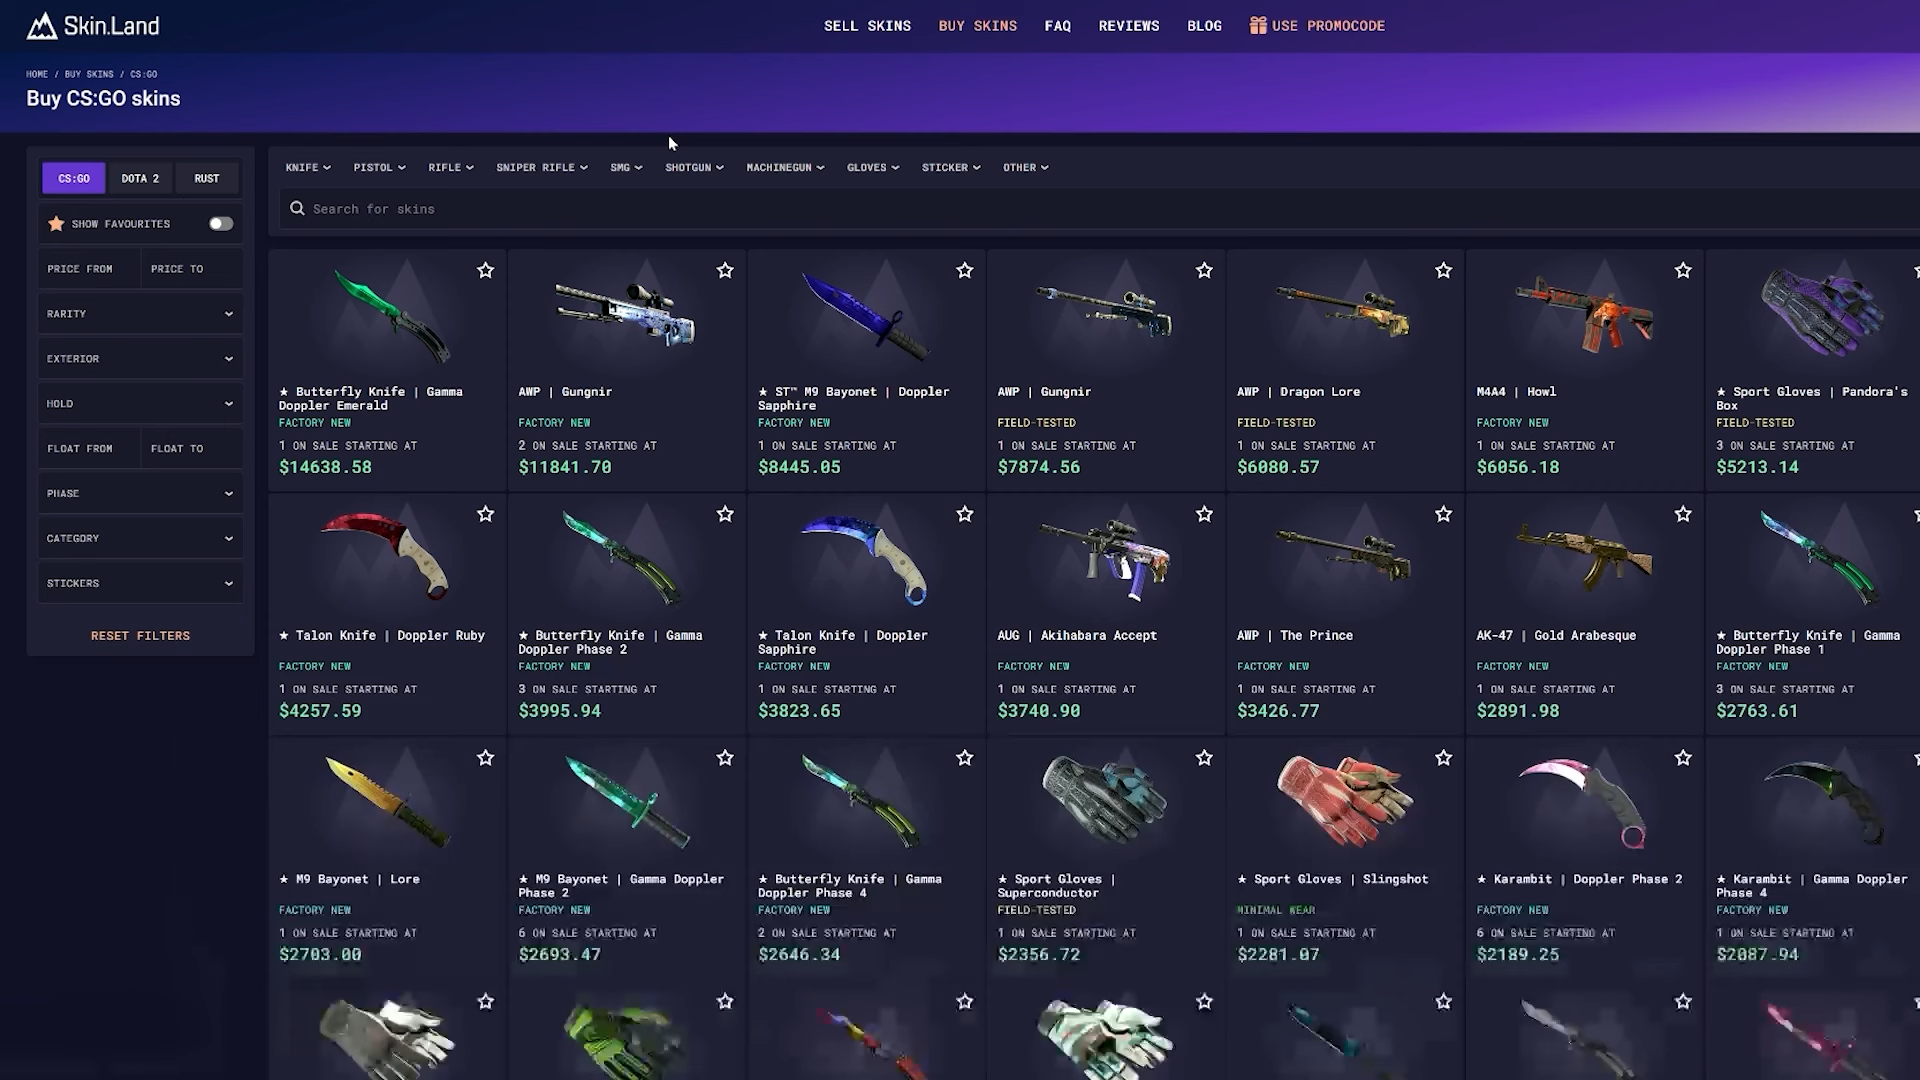 Skin.Land
SELL SKINS
BUY SKINS
FAQ
REVIEWS
BLOG
USE PROMOCODE
HOME / BUY SKINS / CS:GO
Buy CS:GO skins
CS:GO
DOTA 2
RUST
SHOW FAVOURITES
PRICE FROM
PRICE TO
RARITY
EXTERIOR
HOLD
FLOAT FROM
FLOAT TO
PHASE
CATEGORY
STICKERS
RESET FILTERS
KNIFE
PISTOL
RIFLE
SNIPER RIFLE
SMG
SHOTGUN
MACHINEGUN
GLOVES
STICKER
OTHER
Search for skins
★ Butterfly Knife | Gamma
Doppler Emerald
FACTORY NEW
1 ON SALE STARTING AT
$14638.58
AWP | Gungnir
FACTORY NEW
2 ON SALE STARTING AT
$11841.70
★ ST™ M9 Bayonet | Doppler
Sapphire
FACTORY NEW
1 ON SALE STARTING AT
$8445.05
AWP | Gungnir
FIELD-TESTED
1 ON SALE STARTING AT
$7874.56
AWP | Dragon Lore
FIELD-TESTED
1 ON SALE STARTING AT
$6080.57
M4A4 | Howl
FACTORY NEW
1 ON SALE STARTING AT
$6056.18
★ Sport Gloves | Pandora's
Box
FIELD-TESTED
3 ON SALE STARTING AT
$5213.14
★ Talon Knife | Doppler Ruby
FACTORY NEW
1 ON SALE STARTING AT
$4257.59
★ Butterfly Knife | Gamma
Doppler Phase 2
FACTORY NEW
3 ON SALE STARTING AT
$3995.94
★ Talon Knife | Doppler
Sapphire
FACTORY NEW
1 ON SALE STARTING AT
$3823.65
AUG | Akihabara Accept
FACTORY NEW
1 ON SALE STARTING AT
$3740.90
AWP | The Prince
FACTORY NEW
1 ON SALE STARTING AT
$3426.77
AK-47 | Gold Arabesque
FACTORY NEW
1 ON SALE STARTING AT
$2891.98
★ Butterfly Knife | Gamma
Doppler Phase 1
FACTORY NEW
3 ON SALE STARTING AT
$2763.61
★ M9 Bayonet | Lore
FACTORY NEW
1 ON SALE STARTING AT
$2703.00
★ M9 Bayonet | Gamma Doppler
Phase 2
FACTORY NEW
6 ON SALE STARTING AT
$2693.47
★ Butterfly Knife | Gamma
Doppler Phase 4
FACTORY NEW
2 ON SALE STARTING AT
$2646.34
★ Sport Gloves |
Superconductor
FIELD-TESTED
1 ON SALE STARTING AT
$2356.72
★ Sport Gloves | Slingshot
MINIMAL WEAR
1 ON SALE STARTING AT
$2281.07
★ Karambit | Doppler Phase 2
FACTORY NEW
6 ON SALE STARTING AT
$2189.25
★ Karambit | Gamma Doppler
Phase 4
FACTORY NEW
1 ON SALE STARTING AT
$2087.94